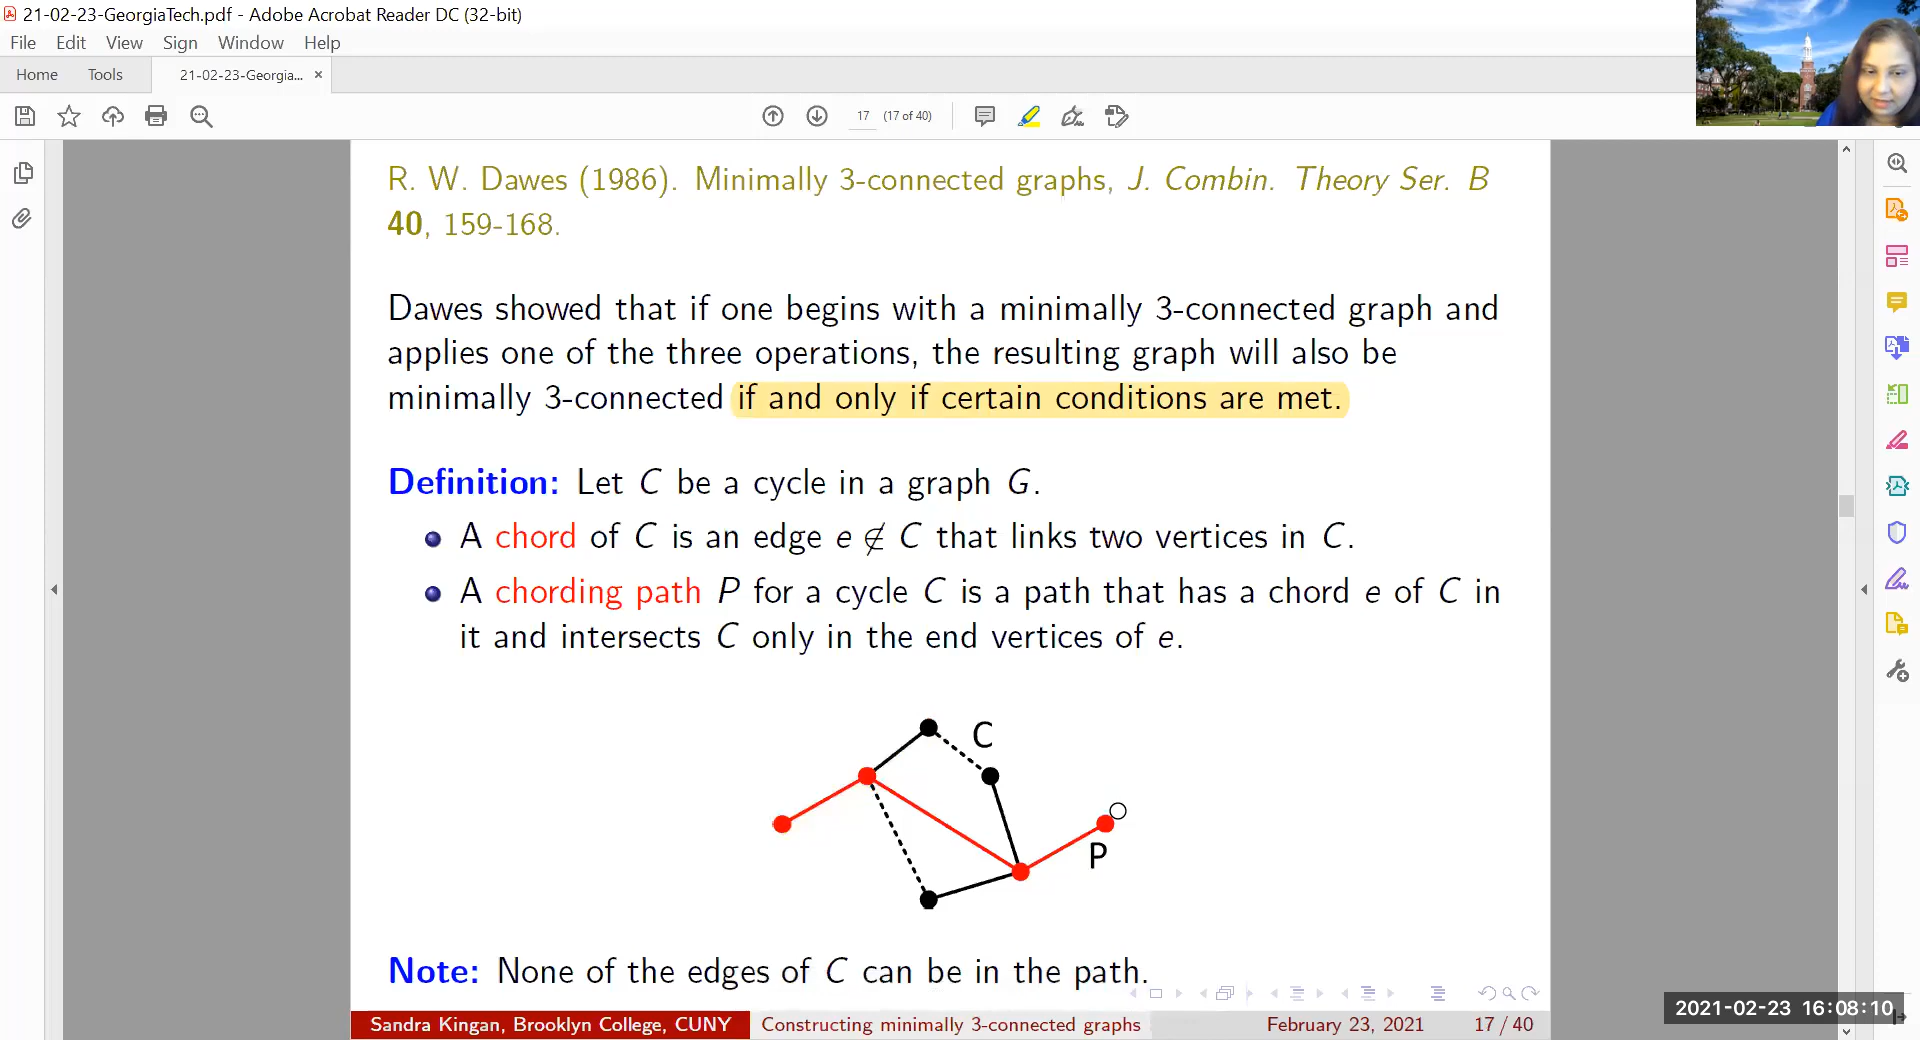 21-02-23-GeorgiaTech.pdf - Adobe Acrobat Reader DC (32-bit)
File Edit View Sign Window Help
Home Tools 21-02-23-Georgia... ×
17 (17 of 40)
R. W. Dawes (1986). Minimally 3-connected graphs, J. Combin. Theory Ser. B
40, 159-168.
Dawes showed that if one begins with a minimally 3-connected graph and
applies one of the three operations, the resulting graph will also be
minimally 3-connected if and only if certain conditions are met.
Definition: Let C be a cycle in a graph G.
A chord of C is an edge e ∉ C that links two vertices in C.
A chording path P for a cycle C is a path that has a chord e of C in
it and intersects C only in the end vertices of e.
C
P
Note: None of the edges of C can be in the path.
Sandra Kingan, Brooklyn College, CUNY Constructing minimally 3-connected graphs February 23, 2021 17 / 40
2021-02-23 16:08:10